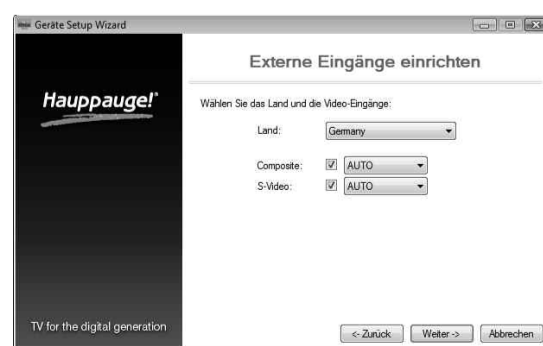 Geräte Setup Wizard
Externe Eingänge einrichten
Hauppauge!
Wählen Sie das Land und die Video-Eingänge:
Land: Germany
Composite: AUTO
S-Video: AUTO
TV for the digital generation
<- Zurück Weiter -> Abbrechen